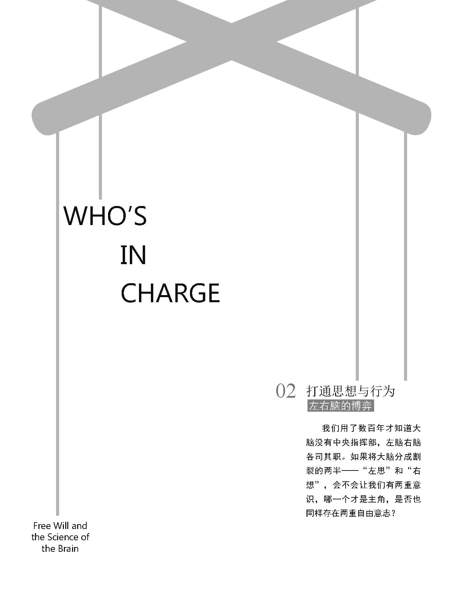 WHO'S
IN
CHARGE
02 打通思想与行为
左右脑的博弈
我们用了数百年才知道大
脑没有中央指挥部，左脑右脑
各司其职。如果将大脑分成割
裂的两半——“左思”和“右
想”，会不会让我们有两重意
识，哪一个才是主角，是否也
同样存在两重自由意志？
Free Will and
the Science of
the Brain